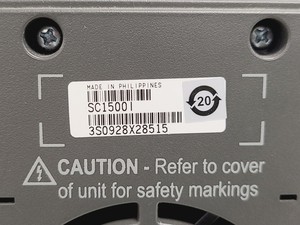 MADE IN PHILIPPINES
SC1500I
20
3S0928X28515
CAUTION - Refer to cover
of unit for safety markings